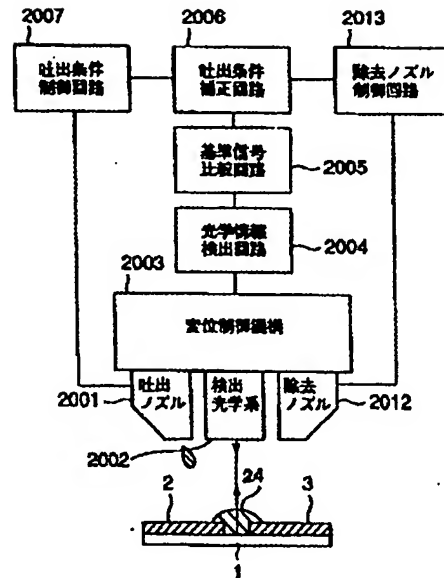 2007
2006
2013
吐出条件
制御回路
吐出条件
補正回路
除去ノズル
制御回路
基準信号
比較回路
2005
光学情報
検出回路
2004
2003
変位制御機構
吐出
ノズル
検出
光学系
除去
ノズル
2001
2012
2002
24
2
3
1